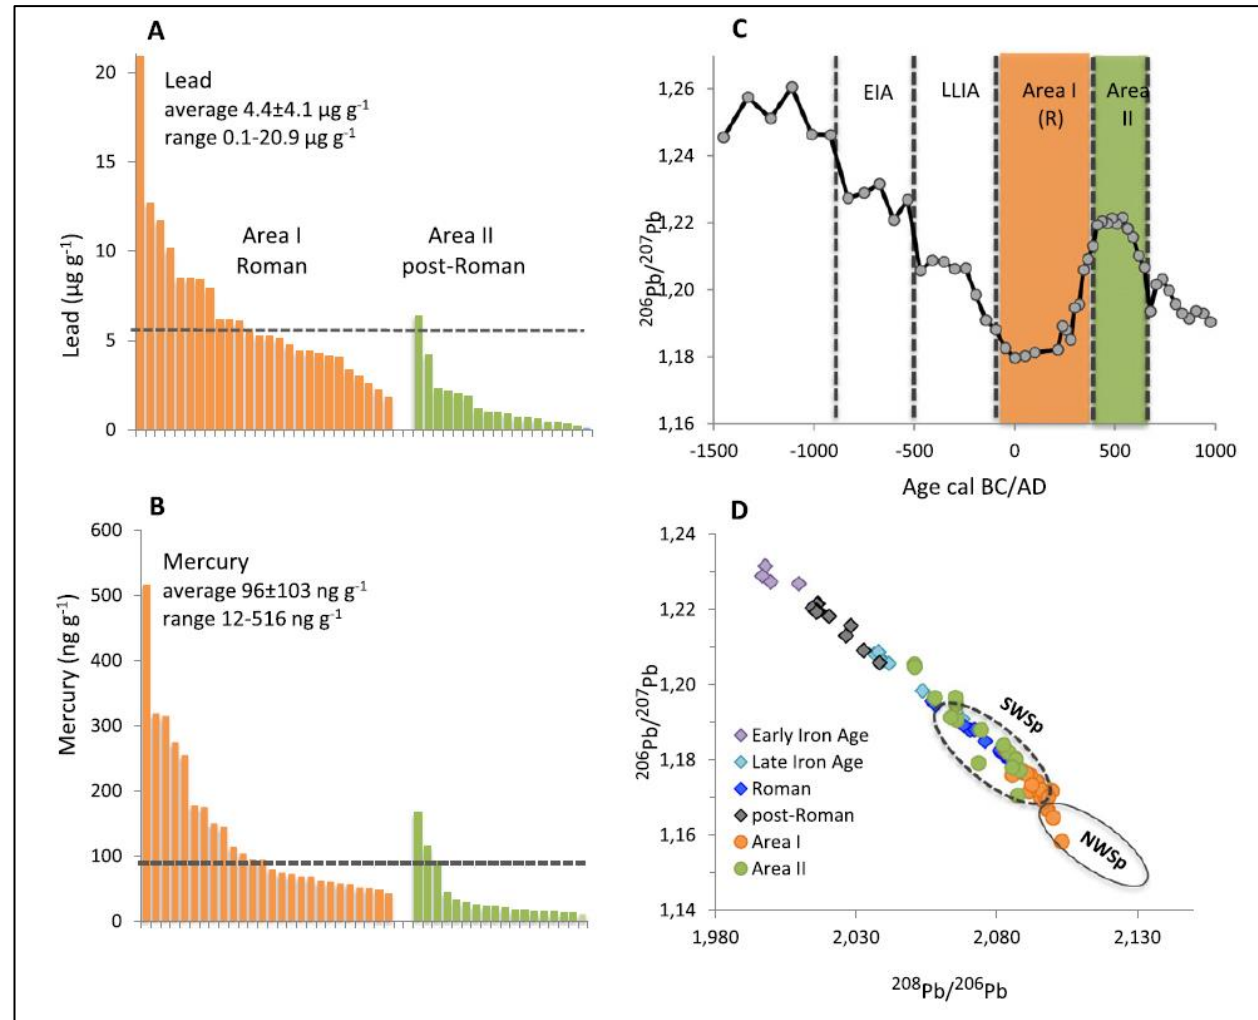 A
Lead
average 4.4±4.1 µg g⁻¹
range 0.1-20.9 µg g⁻¹
Area I
Roman
Area II
post-Roman
Lead (µg g⁻¹)
20
15
10
5
0
B
Mercury
average 96±103 ng g⁻¹
range 12-516 ng g⁻¹
Mercury (ng g⁻¹)
600
500
400
300
200
100
0
C
EIA
LLIA
Area I
(R)
Area
II
²⁰⁶Pb/²⁰⁷Pb
1,26
1,24
1,22
1,20
1,18
1,16
-1500
-1000
-500
0
500
1000
Age cal BC/AD
D
²⁰⁶Pb/²⁰⁷Pb
1,24
1,22
1,20
1,18
1,16
1,14
SWSp
NWSp
Early Iron Age
Late Iron Age
Roman
post-Roman
Area I
Area II
1,980
2,030
2,080
2,130
²⁰⁸Pb/²⁰⁶Pb